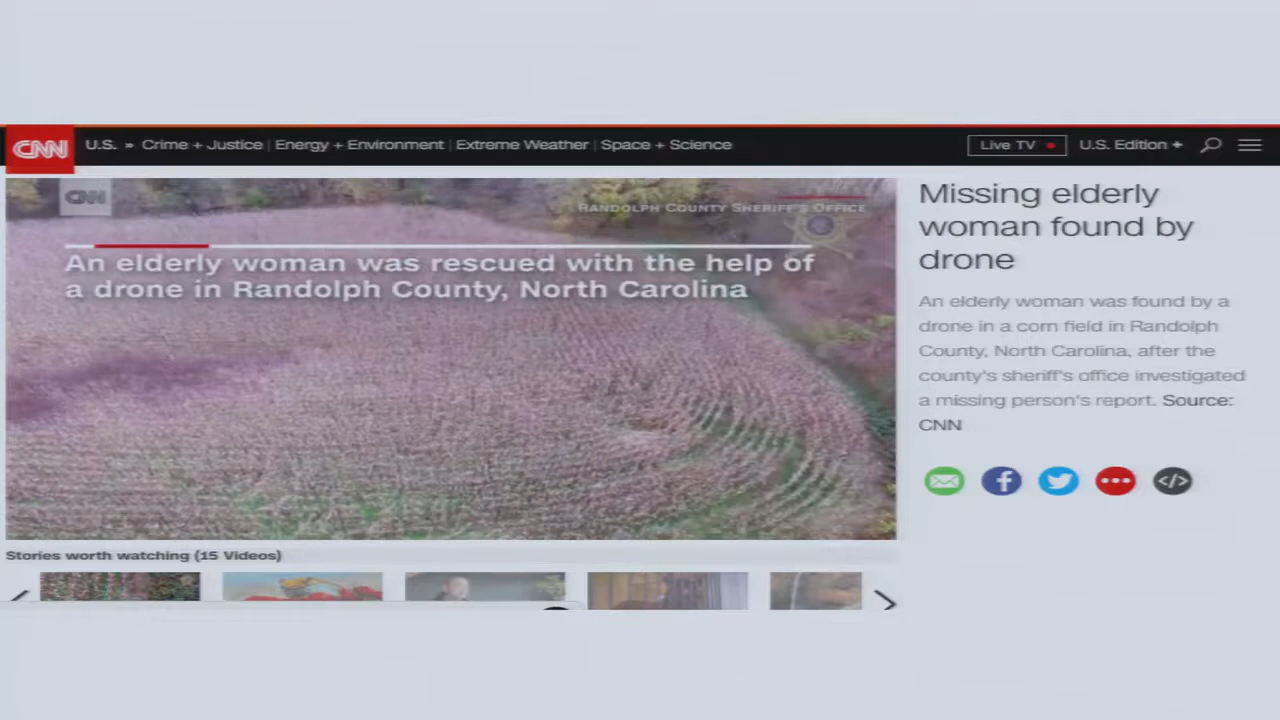 CNN
U.S. » Crime + Justice | Energy + Environment | Extreme Weather | Space + Science
Live TV • U.S. Edition +
CNN
RANDOLPH COUNTY SHERIFF'S OFFICE
An elderly woman was rescued with the help of
a drone in Randolph County, North Carolina
Missing elderly
woman found by
drone
An elderly woman was found by a
drone in a corn field in Randolph
County, North Carolina, after the
county's sheriff's office investigated
a missing person's report. Source:
CNN
Stories worth watching (15 Videos)